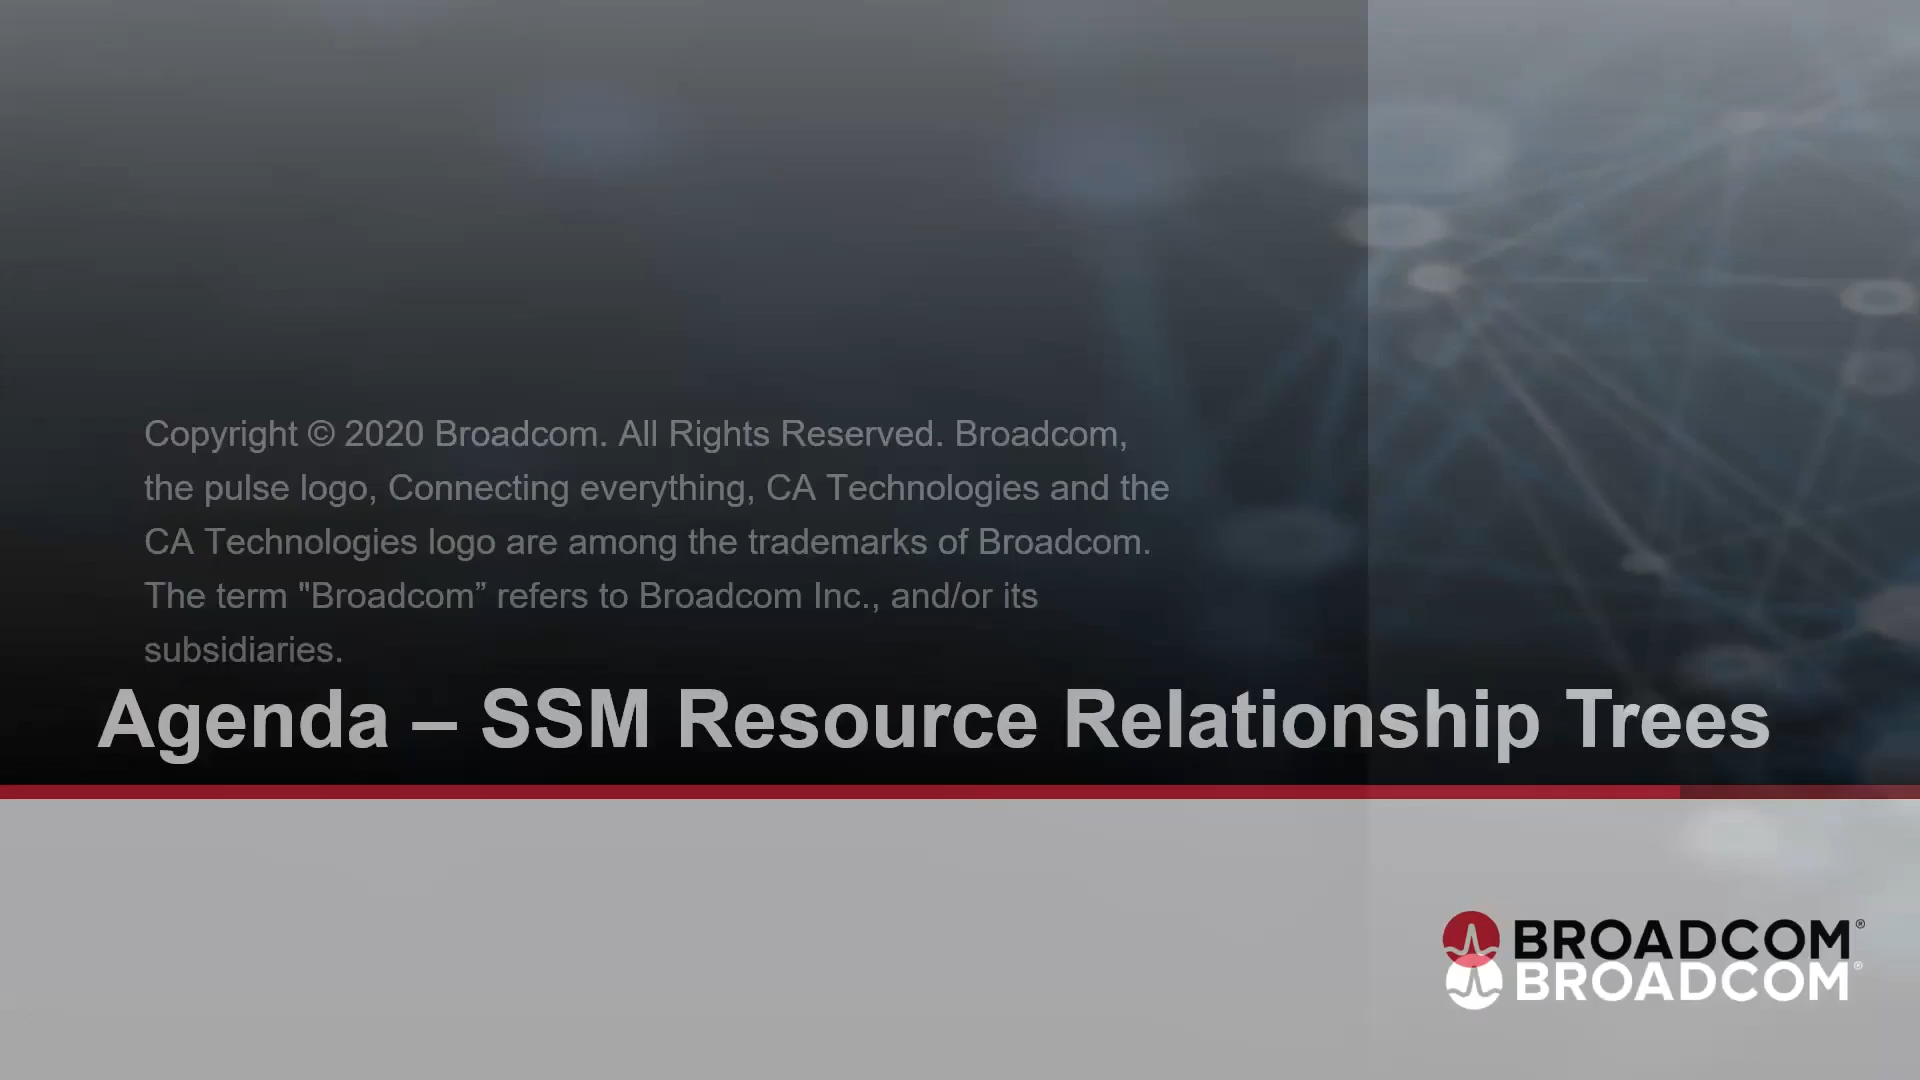 Copyright © 2020 Broadcom. All Rights Reserved. Broadcom,
the pulse logo, Connecting everything, CA Technologies and the
CA Technologies logo are among the trademarks of Broadcom.
The term "Broadcom” refers to Broadcom Inc., and/or its
subsidiaries.
Agenda – SSM Resource Relationship Trees
BROADCOM®
BROADCOM®